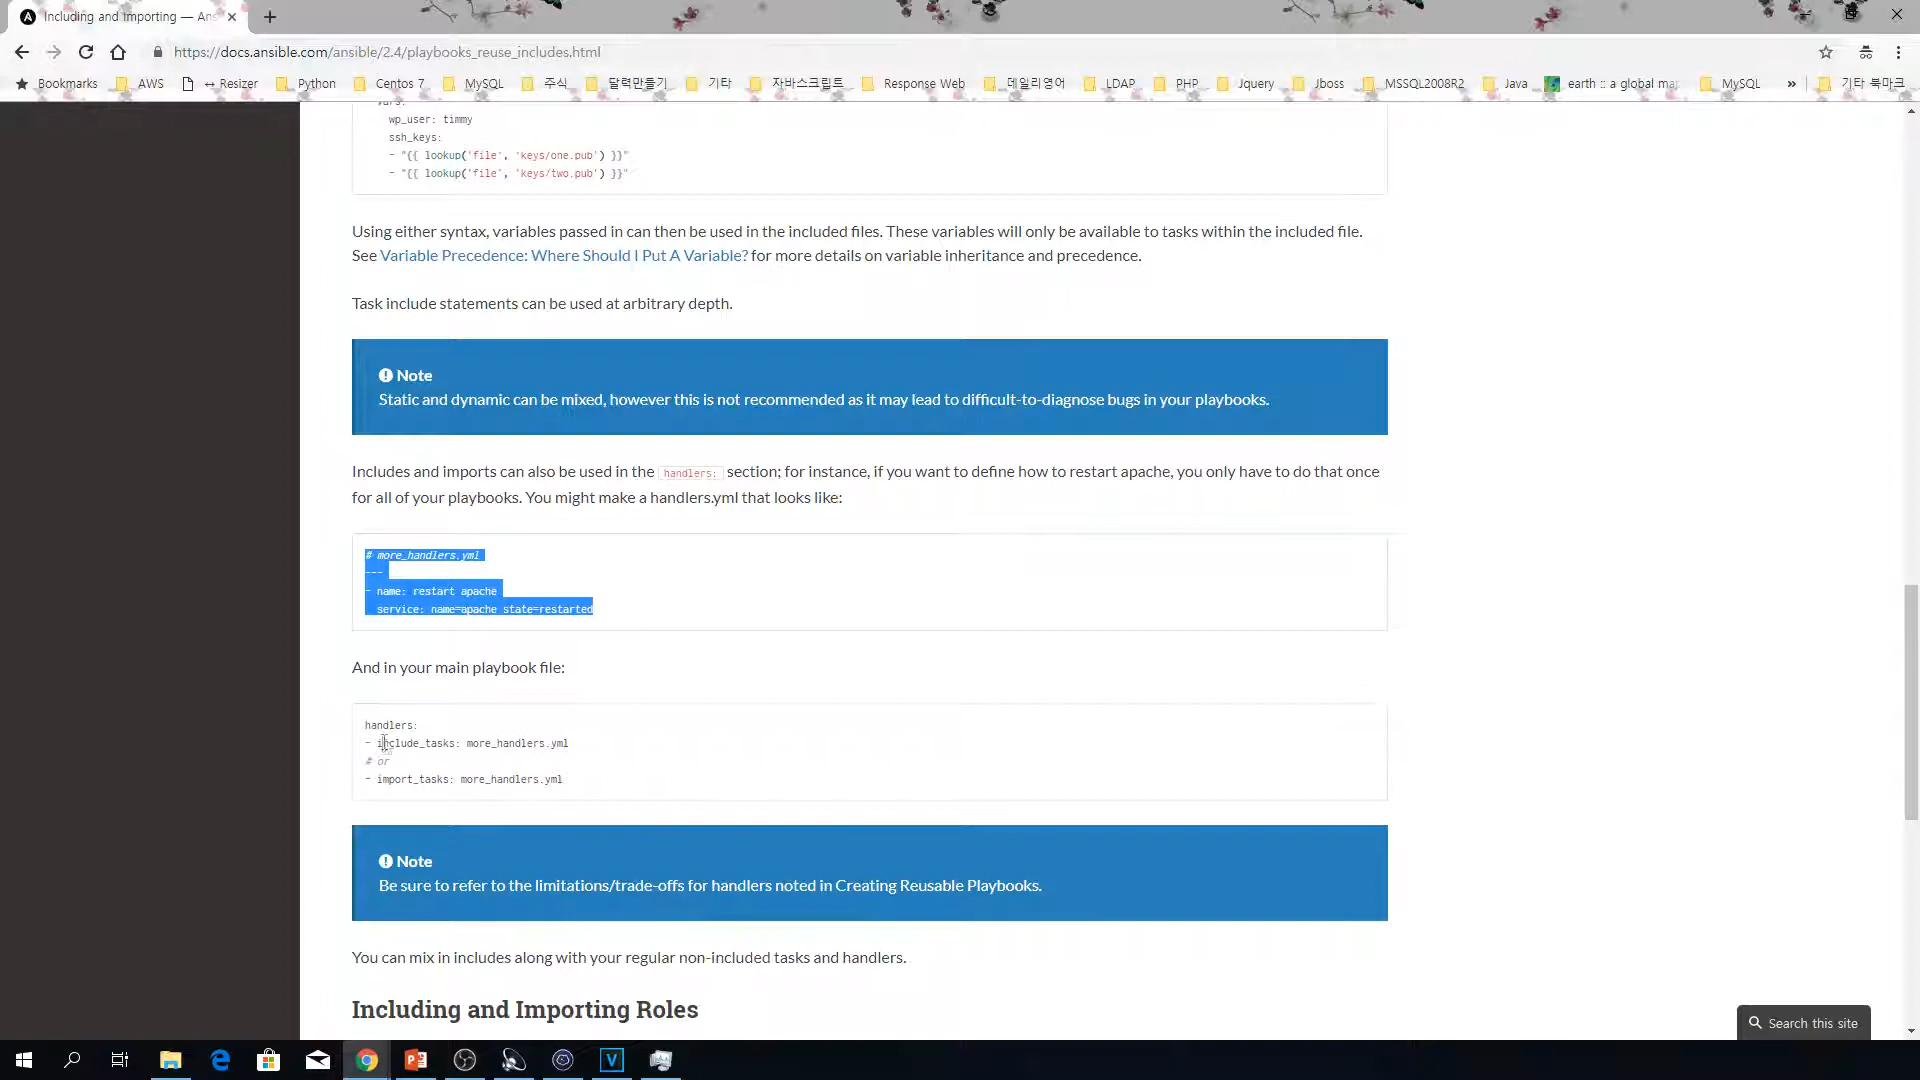 Including and Importing — Ans
https://docs.ansible.com/ansible/2.4/playbooks_reuse_includes.html
Bookmarks AWS ↔ Resizer Python Centos 7 MySQL 주식 달력만들기 기타 자바스크립트 Response Web 데일리영어 LDAP PHP Jquery Jboss MSSQL2008R2 Java earth :: a global ma MySQL » 기타 북마크
vars:
wp_user: timmy
ssh_keys:
- "{{ lookup('file', 'keys/one.pub') }}"
- "{{ lookup('file', 'keys/two.pub') }}"
Using either syntax, variables passed in can then be used in the included files. These variables will only be available to tasks within the included file.
See Variable Precedence: Where Should I Put A Variable? for more details on variable inheritance and precedence.
Task include statements can be used at arbitrary depth.
Note
Static and dynamic can be mixed, however this is not recommended as it may lead to difficult-to-diagnose bugs in your playbooks.
Includes and imports can also be used in the handlers: section; for instance, if you want to define how to restart apache, you only have to do that once
for all of your playbooks. You might make a handlers.yml that looks like:
# more_handlers.yml
---
- name: restart apache
service: name=apache state=restarted
And in your main playbook file:
handlers:
- include_tasks: more_handlers.yml
# or
- import_tasks: more_handlers.yml
Note
Be sure to refer to the limitations/trade-offs for handlers noted in Creating Reusable Playbooks.
You can mix in includes along with your regular non-included tasks and handlers.
Including and Importing Roles
Search this site